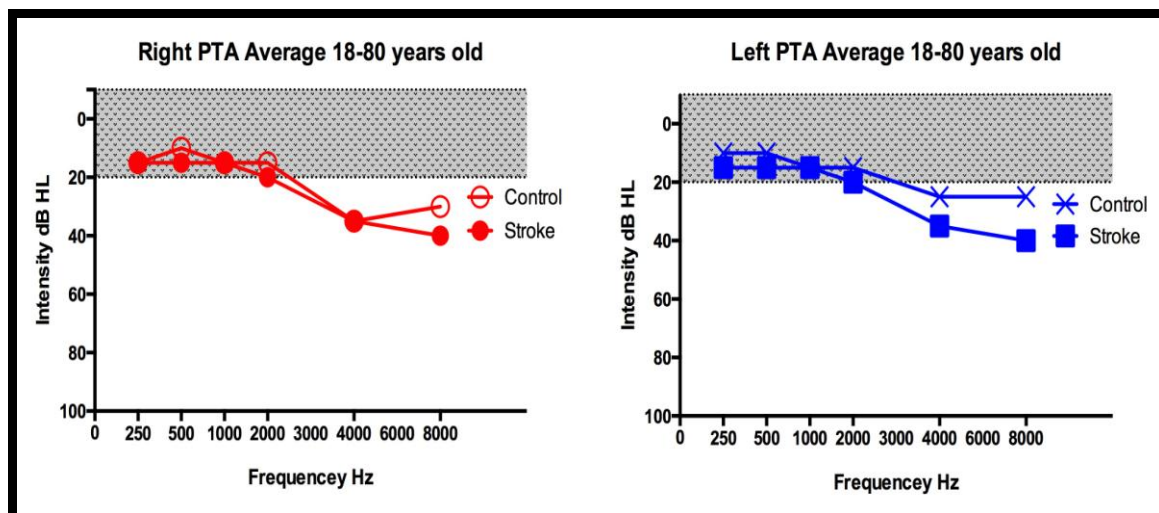 Right PTA Average 18-80 years old
Intensity dB HL
0
20
40
60
80
100
0 250 500 1000 2000 3000 4000 6000 8000
Frequencey Hz
Control
Stroke
Left PTA Average 18-80 years old
Intensity dB HL
0
20
40
60
80
100
0 250 500 1000 2000 3000 4000 6000 8000
Frequencey Hz
Control
Stroke